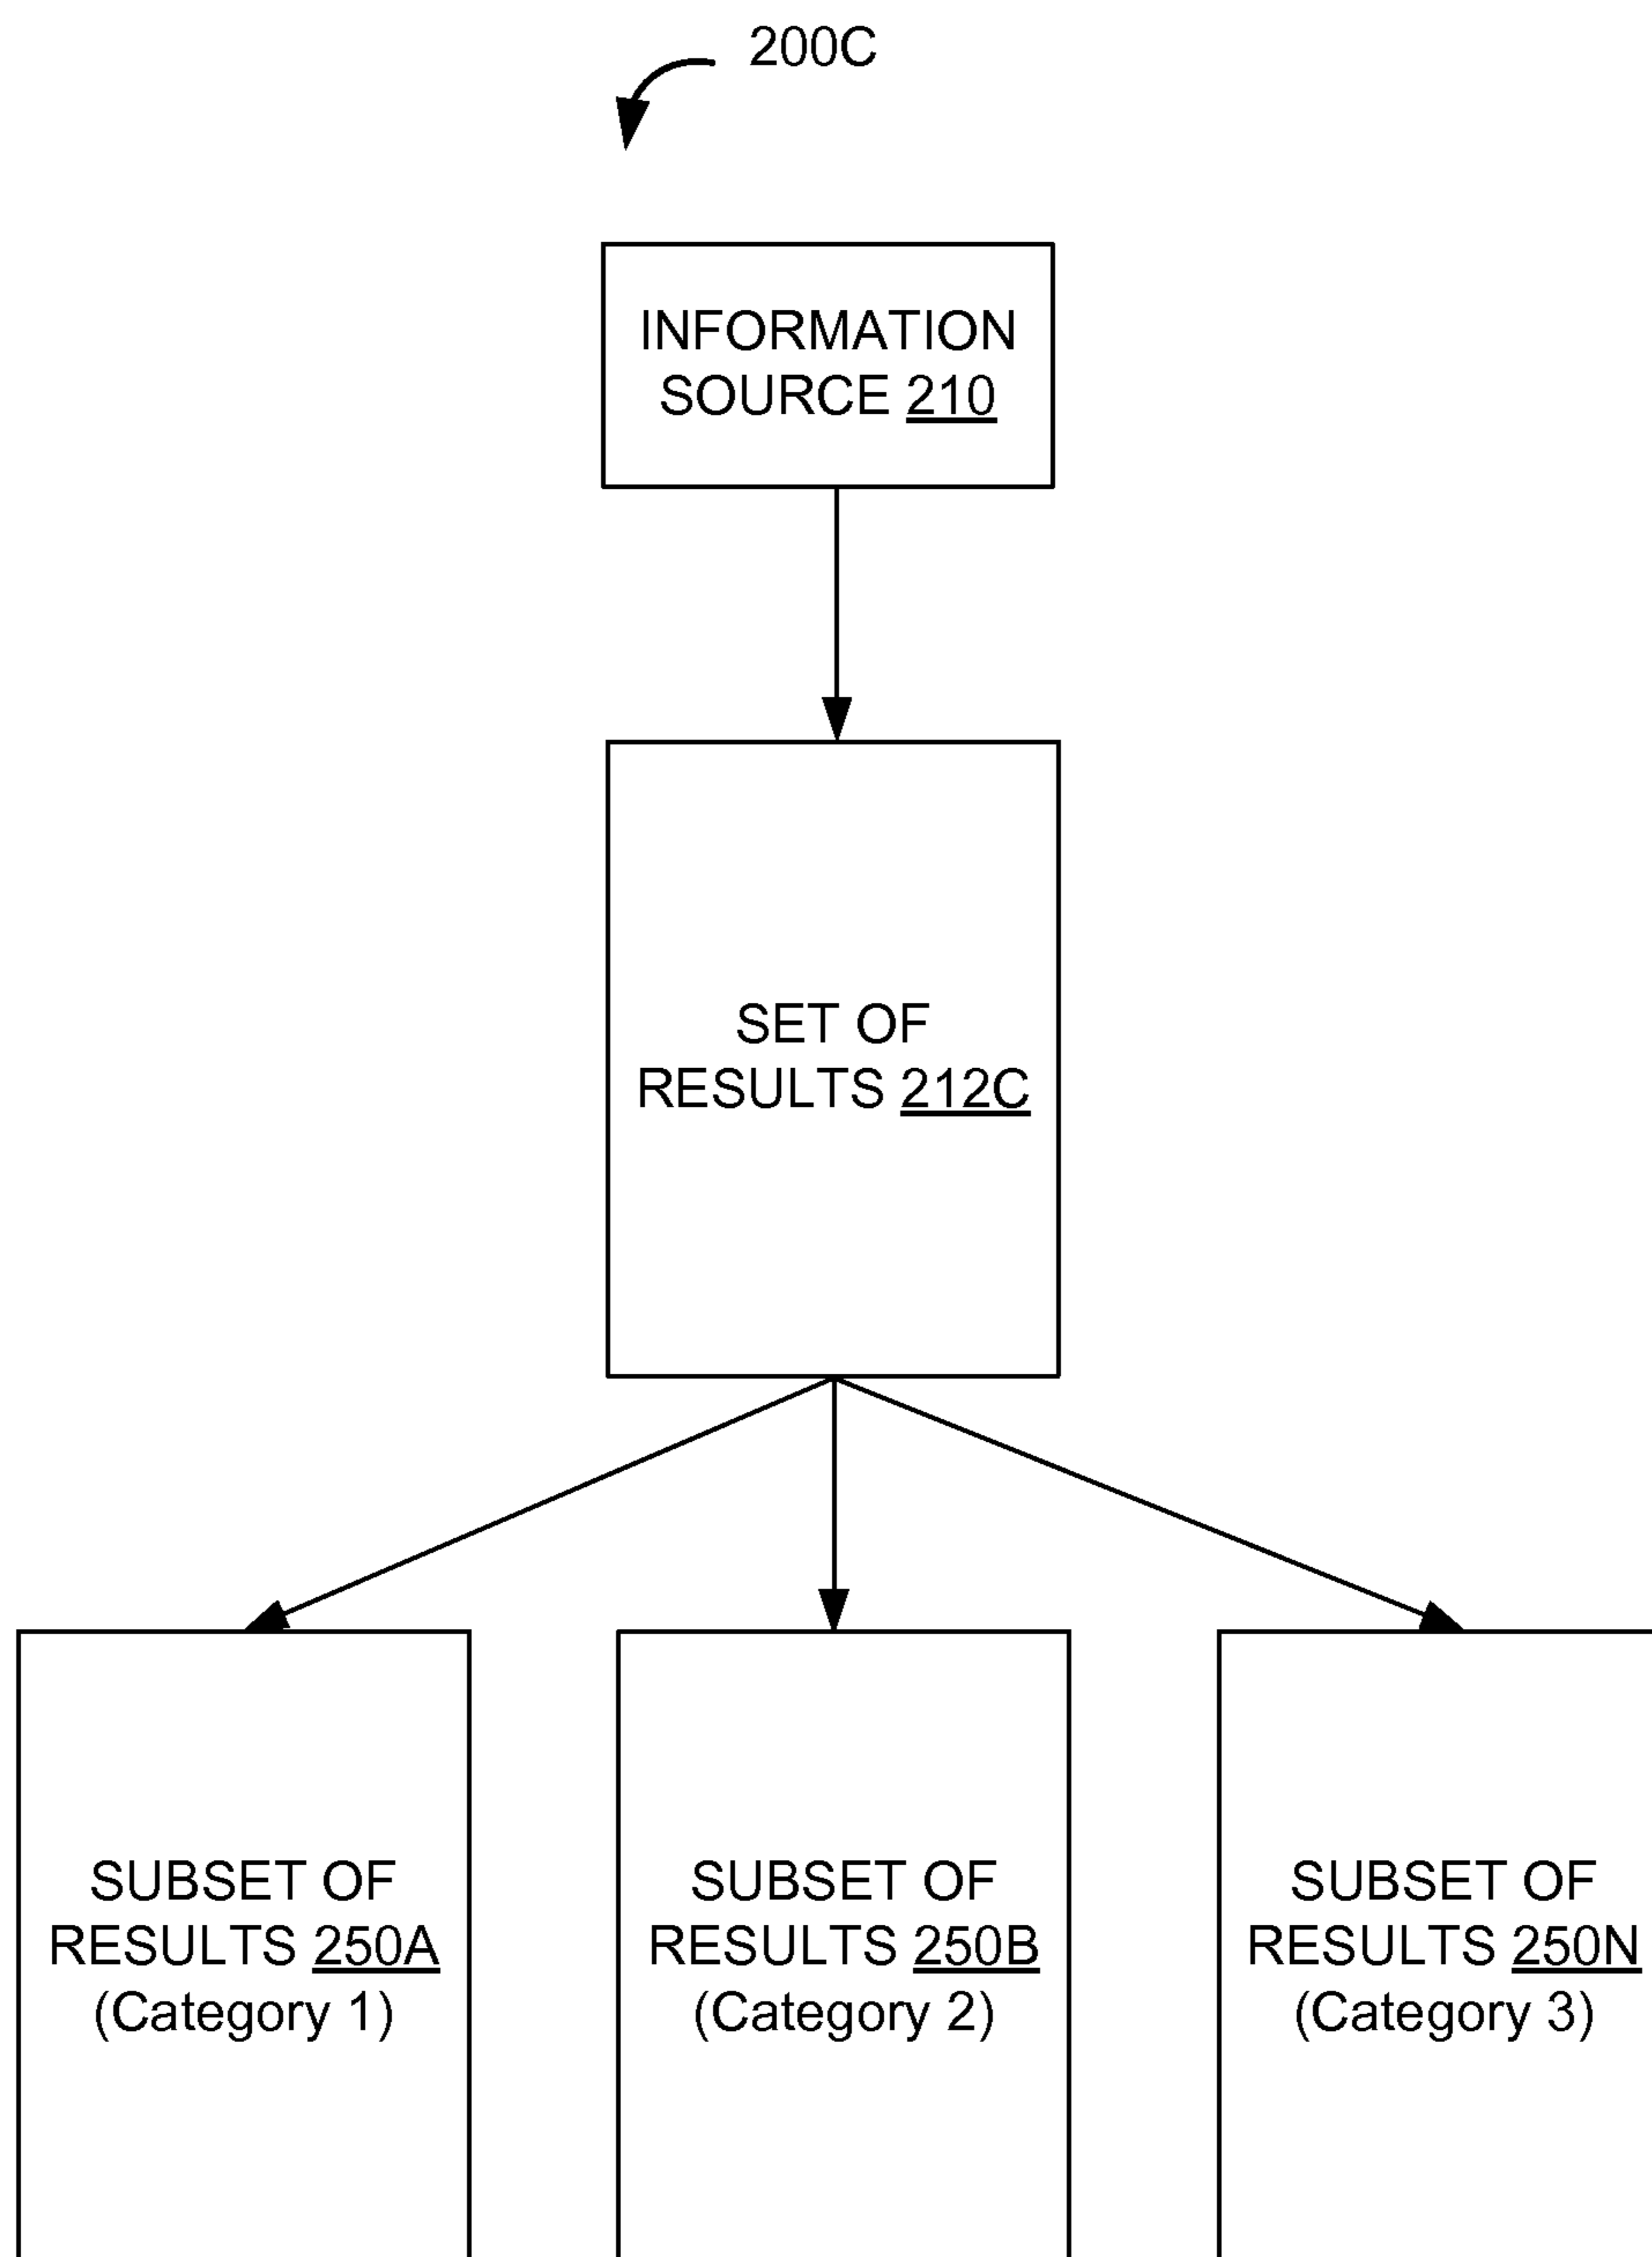 200C
INFORMATION
SOURCE 210
SET OF
RESULTS 212C
SUBSET OF
RESULTS 250A
(Category 1)
SUBSET OF
RESULTS 250B
(Category 2)
SUBSET OF
RESULTS 250N
(Category 3)